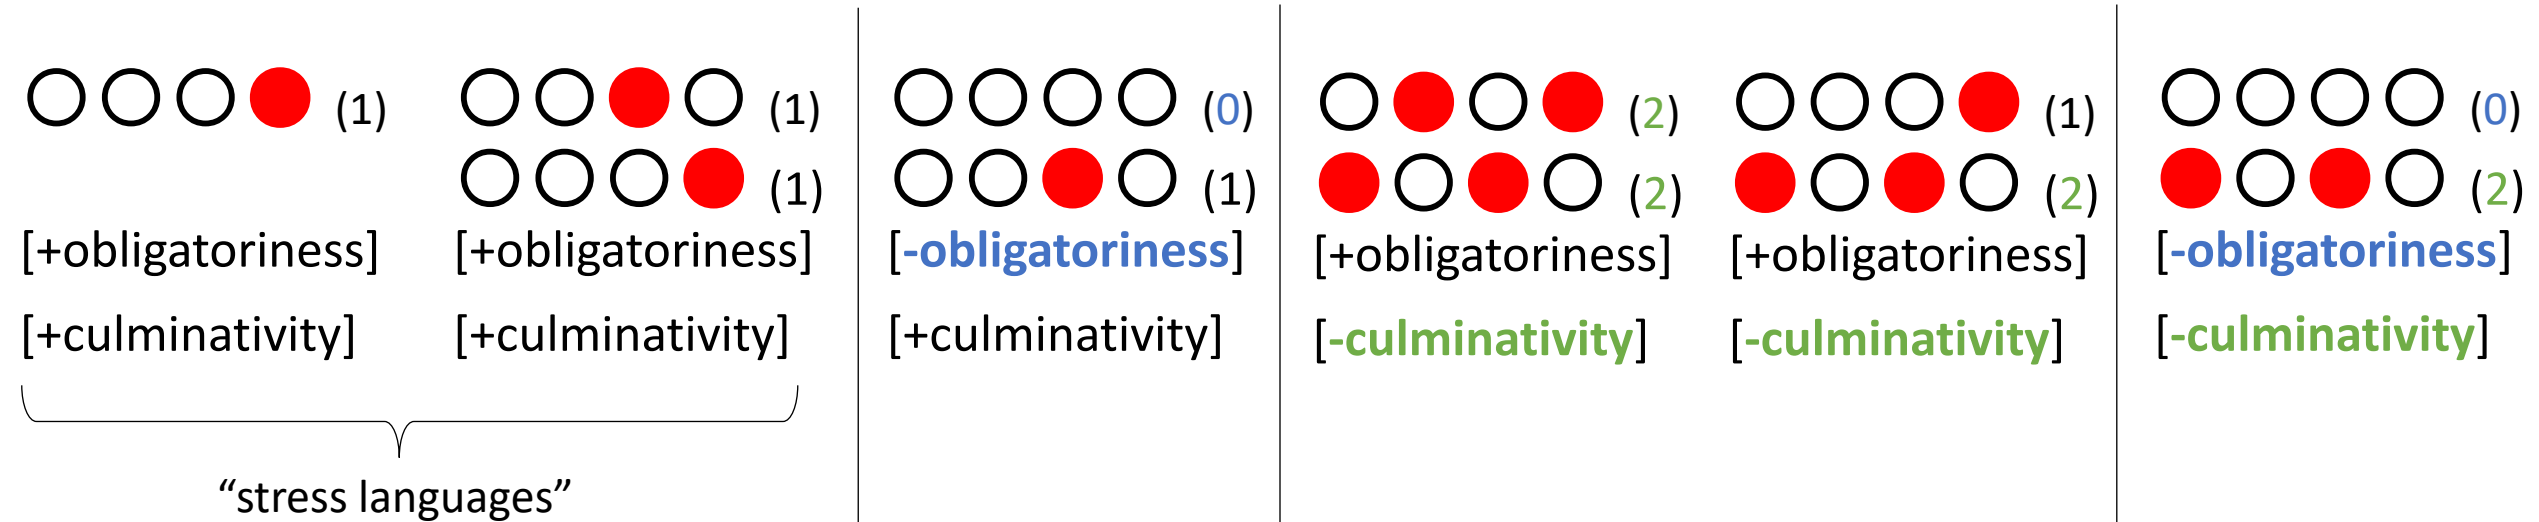 (1) (1) (0) (2) (1) (0)
(1) (1) (2) (2) (2)
[+obligatoriness] [+obligatoriness] [-obligatoriness] [+obligatoriness] [+obligatoriness] [-obligatoriness]
[+culminativity] [+culminativity] [+culminativity] [-culminativity] [-culminativity] [-culminativity]
“stress languages”